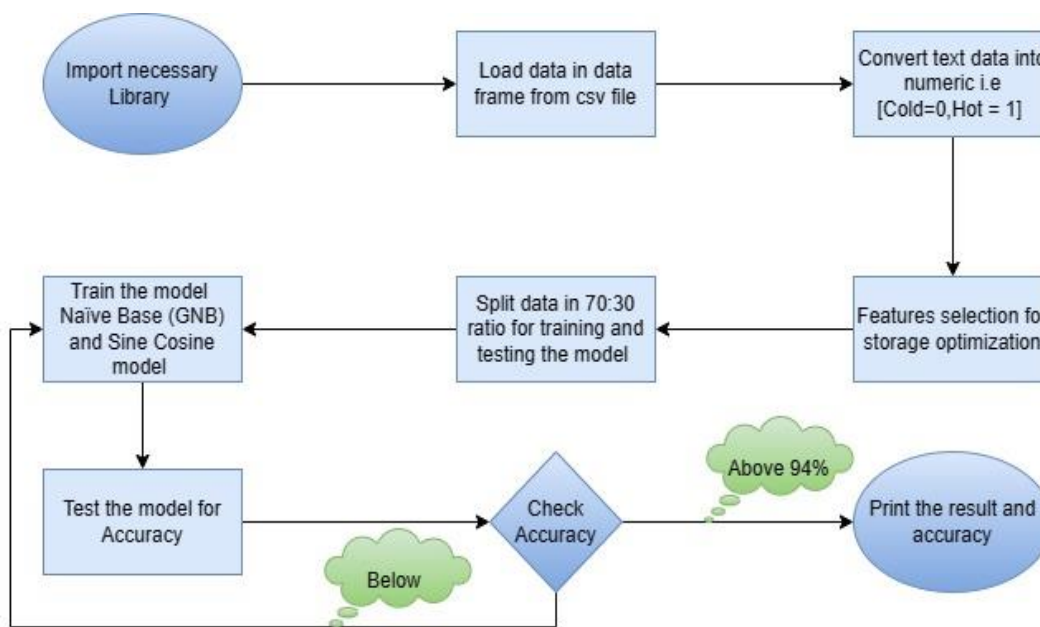 Import necessary
Library
Load data in data
frame from csv file
Convert text data into
numeric i.e
[Cold=0,Hot = 1]
Features selection fo
storage optimization
Split data in 70:30
ratio for training and
testing the model
Train the model
Naïve Base (GNB)
and Sine Cosine
model
Test the model for
Accuracy
Check
Accuracy
Below
Above 94%
Print the result and
accuracy